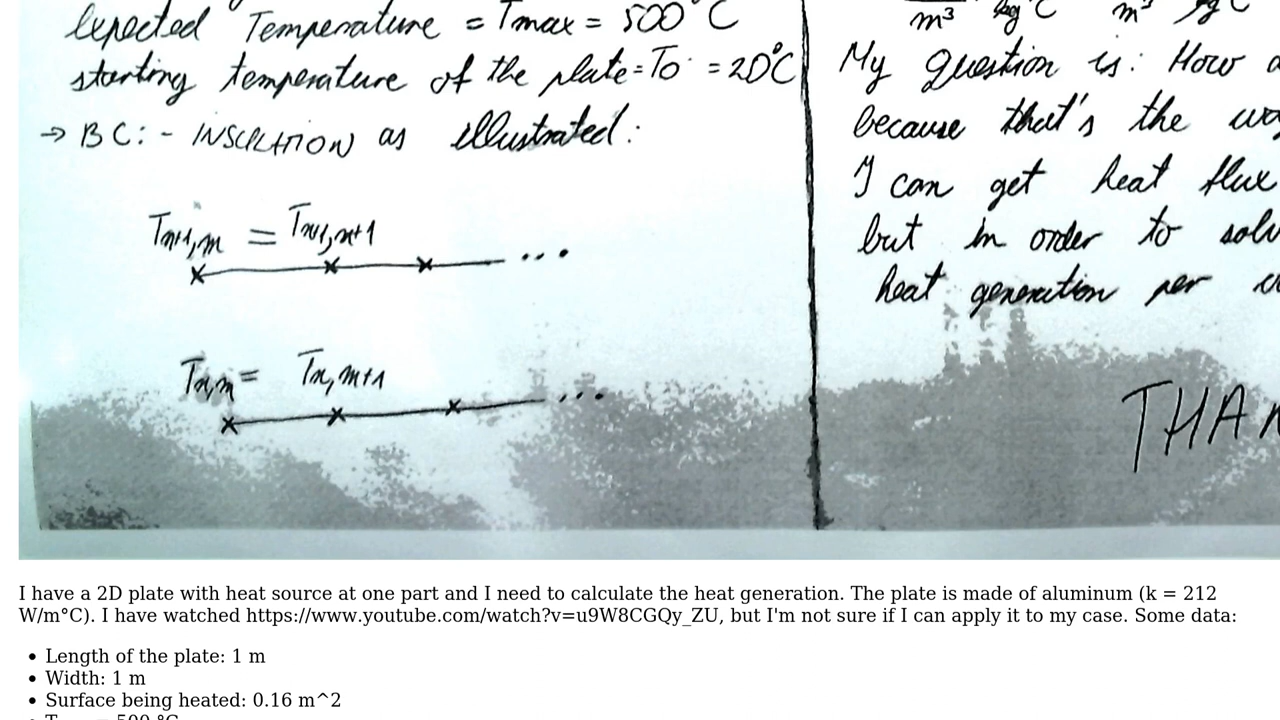 Expected Temperature = Tmax = 500°C
starting temperature of the plate = To = 20°C
→ BC: - INSULATION as illustrated:
Tn+1,m = Tn+1,m+1
...
Tn,m = Tn,m+1
...
m³ kg°C m³
My question is: How
because that's the
I can get heat flux
but in order to
heat generation per
I have a 2D plate with heat source at one part and I need to calculate the heat generation. The plate is made of aluminum (k = 212
W/m°C). I have watched https://www.youtube.com/watch?v=u9W8CGQy_ZU, but I'm not sure if I can apply it to my case. Some data:
• Length of the plate: 1 m
• Width: 1 m
• Surface being heated: 0.16 m^2